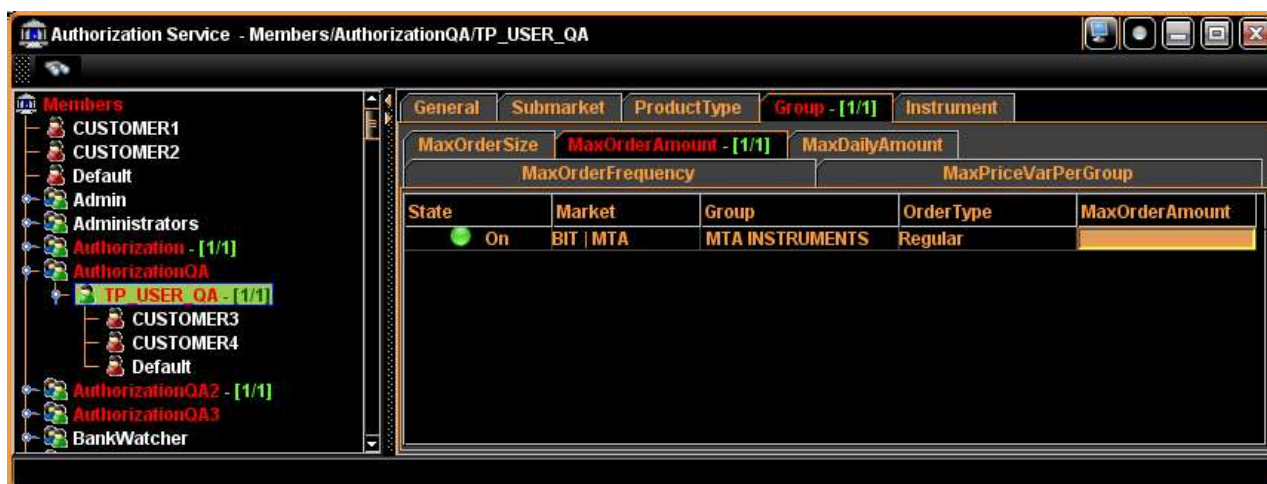 Authorization Service - Members/AuthorizationQA/TP_USER_QA
Members
CUSTOMER1
CUSTOMER2
Default
Admin
Administrators
Authorization - [1/1]
AuthorizationQA
TP_USER_QA - [1/1]
CUSTOMER3
CUSTOMER4
Default
AuthorizationQA2 - [1/1]
AuthorizationQA3
BankWatcher
General Submarket ProductType Group - [1/1] Instrument
MaxOrderSize MaxOrderAmount - [1/1] MaxDailyAmount
MaxOrderFrequency MaxPriceVarPerGroup
State Market Group OrderType MaxOrderAmount
On BIT | MTA MTA INSTRUMENTS Regular